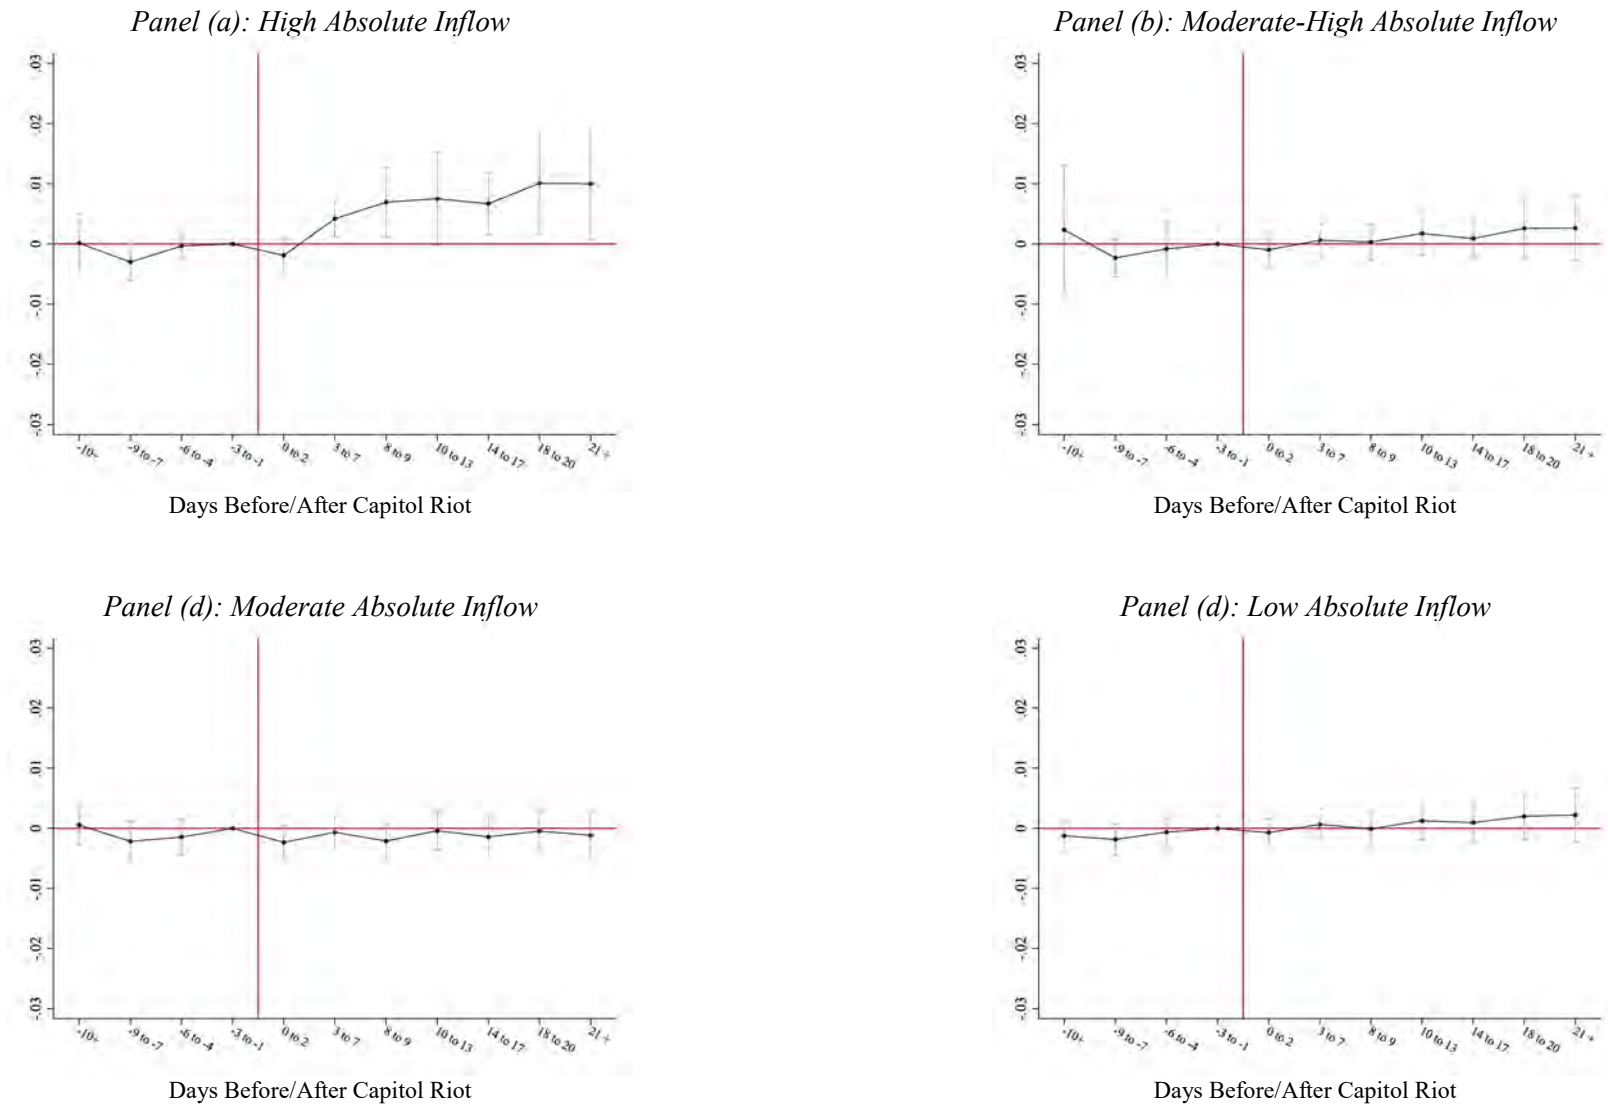 Panel (a): High Absolute Inflow
.03
.02
.01
0
-.01
-.02
-.03
-10+
-9 to -7
-6 to -4
-3 to -1
0 to 2
3 to 7
8 to 9
10 to 13
14 to 17
18 to 20
21 +
Days Before/After Capitol Riot
Panel (b): Moderate-High Absolute Inflow
.03
.02
.01
0
-.01
-.02
-.03
-10+
-9 to -7
-6 to -4
-3 to -1
0 to 2
3 to 7
8 to 9
10 to 13
14 to 17
18 to 20
21 +
Days Before/After Capitol Riot
Panel (d): Moderate Absolute Inflow
.03
.02
.01
0
-.01
-.02
-.03
-10+
-9 to -7
-6 to -4
-3 to -1
0 to 2
3 to 7
8 to 9
10 to 13
14 to 17
18 to 20
21 +
Days Before/After Capitol Riot
Panel (d): Low Absolute Inflow
.03
.02
.01
0
-.01
-.02
-.03
-10+
-9 to -7
-6 to -4
-3 to -1
0 to 2
3 to 7
8 to 9
10 to 13
14 to 17
18 to 20
21 +
Days Before/After Capitol Riot